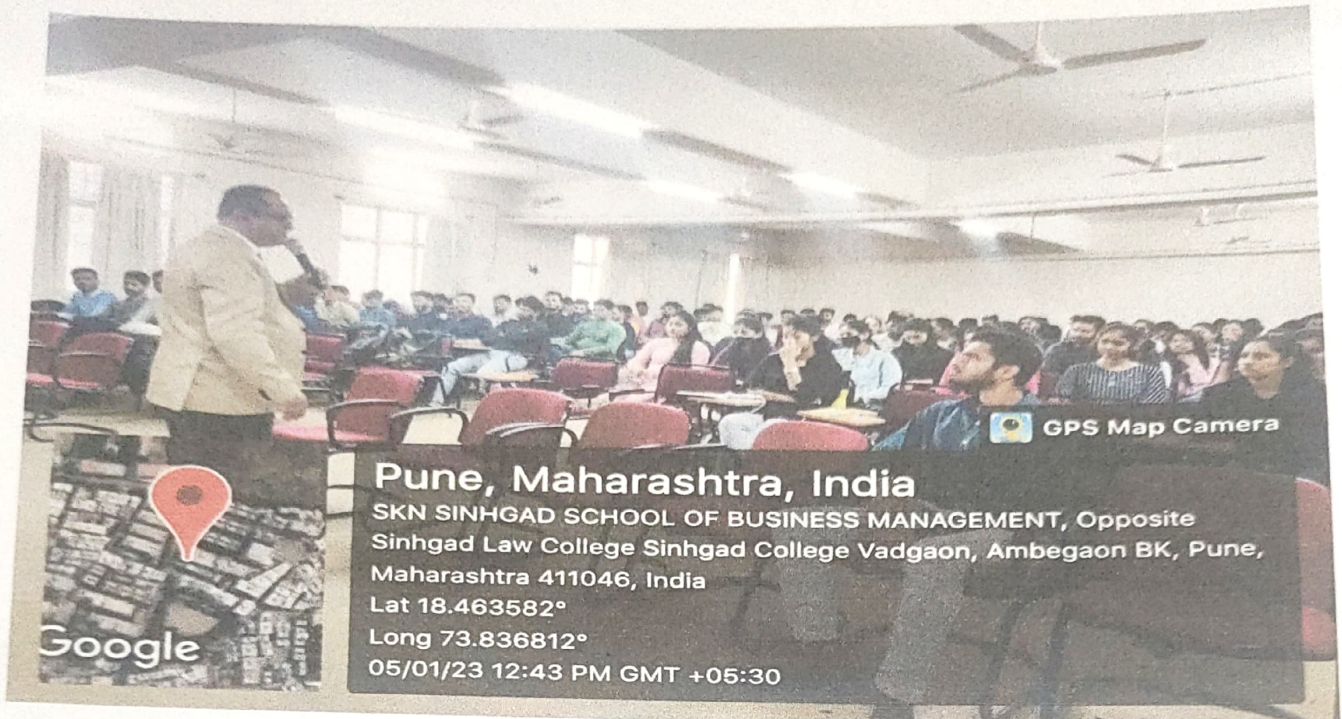 GPS Map Camera
Pune, Maharashtra, India
SKN SINHGAD SCHOOL OF BUSINESS MANAGEMENT, Opposite
Sinhgad Law College Sinhgad College Vadgaon, Ambegaon BK, Pune,
Maharashtra 411046, India
Lat 18.463582°
Long 73.836812°
05/01/23 12:43 PM GMT +05:30
Google